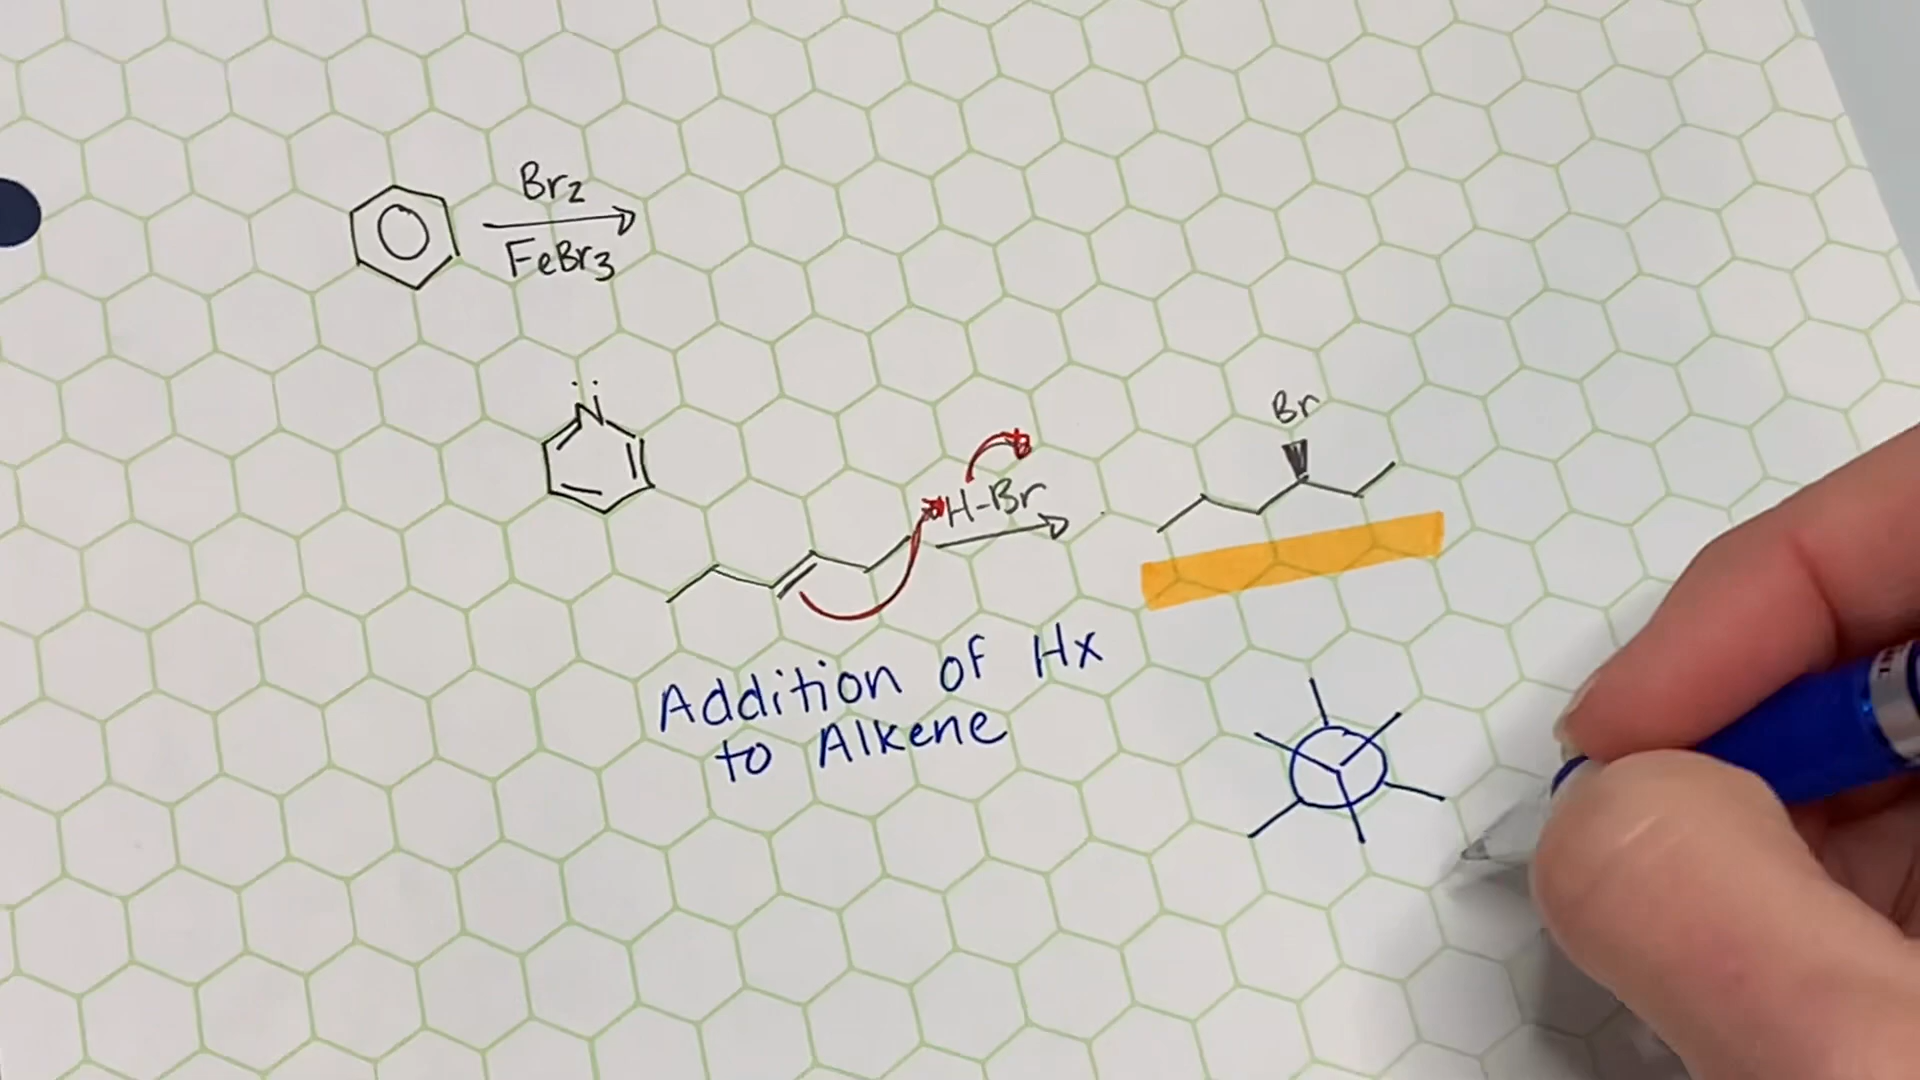 Br2
FeBr3
N
H-Br
Br
Addition of Hx
to Alkene